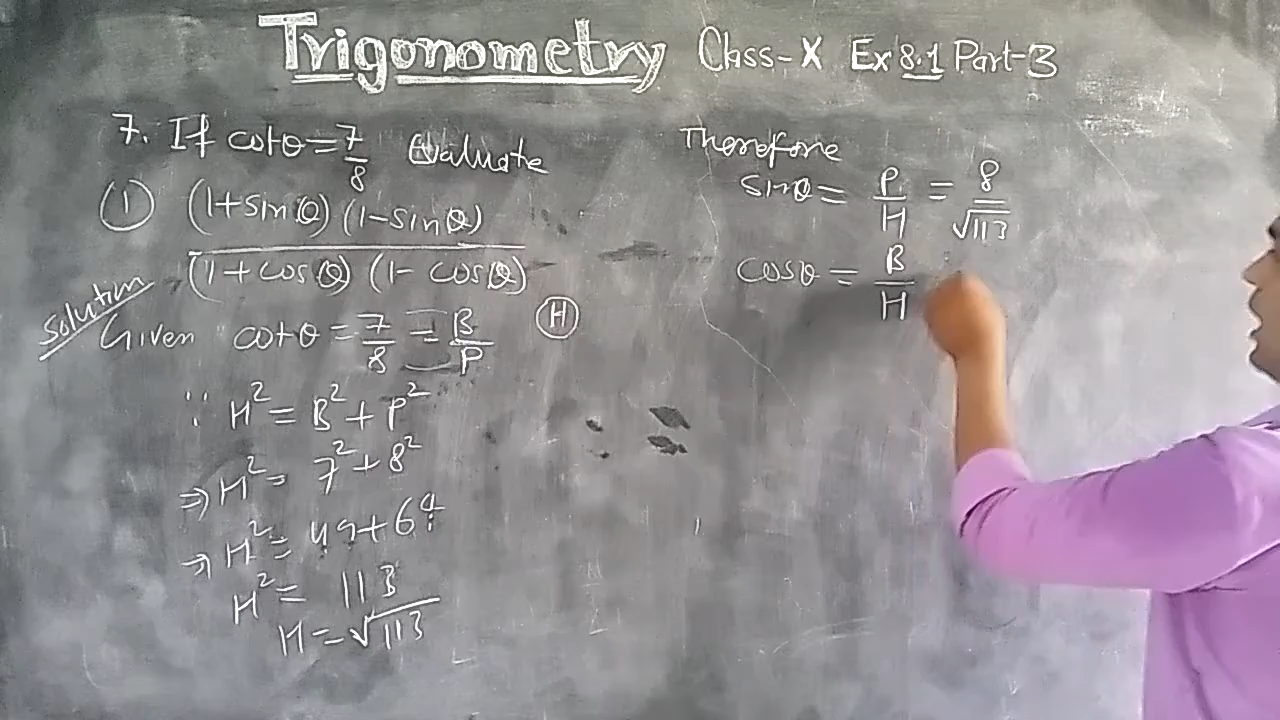 Trigonometry Class-X Ex 8.1 Part-3
7. If cotθ = 7/8 Evaluate
① (1+sinθ)(1-sinθ)
(1+cosθ)(1-cosθ)
Solution
Given cotθ = 7/8 = B/P Ⓗ
∵ H² = B² + P²
⇒ H² = 7² + 8²
⇒ H² = 49 + 64
H² = 113
H = √113
Therefore
sinθ = P/H = 8/√113
cosθ = B/H